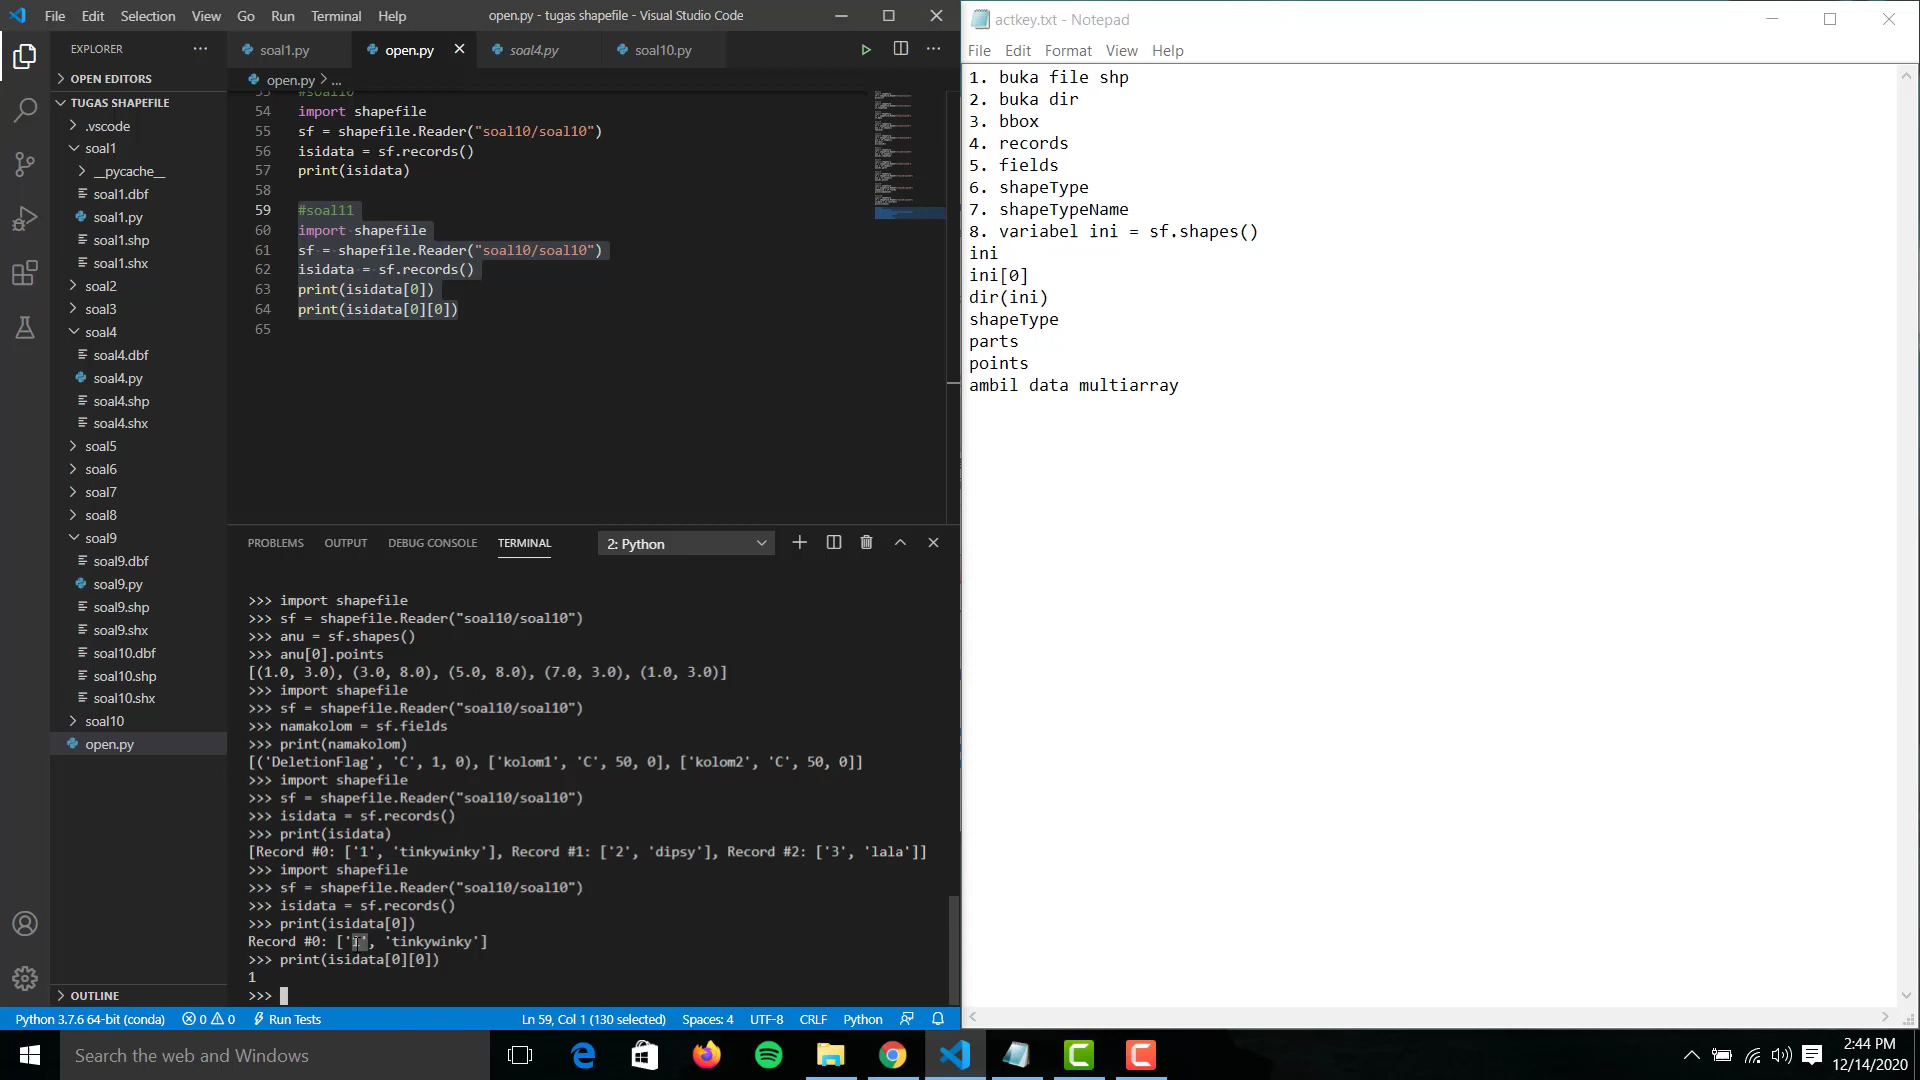 File Edit Selection View Go Run Terminal Help
open.py - tugas shapefile - Visual Studio Code
EXPLORER
OPEN EDITORS
TUGAS SHAPEFILE
.vscode
soal1
__pycache__
soal1.dbf
soal1.py
soal1.shp
soal1.shx
soal2
soal3
soal4
soal4.dbf
soal4.py
soal4.shp
soal4.shx
soal5
soal6
soal7
soal8
soal9
soal9.dbf
soal9.py
soal9.shp
soal9.shx
soal10.dbf
soal10.shp
soal10.shx
soal10
open.py
OUTLINE
soal1.py open.py soal4.py soal10.py
open.py > ...
53 #soal10
54 import shapefile
55 sf = shapefile.Reader("soal10/soal10")
56 isidata = sf.records()
57 print(isidata)
58
59 #soal11
60 import shapefile
61 sf = shapefile.Reader("soal10/soal10")
62 isidata = sf.records()
63 print(isidata[0])
64 print(isidata[0][0])
65
PROBLEMS OUTPUT DEBUG CONSOLE TERMINAL 2: Python
>>> import shapefile
>>> sf = shapefile.Reader("soal10/soal10")
>>> anu = sf.shapes()
>>> anu[0].points
[(1.0, 3.0), (3.0, 8.0), (5.0, 8.0), (7.0, 3.0), (1.0, 3.0)]
>>> import shapefile
>>> sf = shapefile.Reader("soal10/soal10")
>>> namakolom = sf.fields
>>> print(namakolom)
[('DeletionFlag', 'C', 1, 0), ['kolom1', 'C', 50, 0], ['kolom2', 'C', 50, 0]]
>>> import shapefile
>>> sf = shapefile.Reader("soal10/soal10")
>>> isidata = sf.records()
>>> print(isidata)
[Record #0: ['1', 'tinkywinky'], Record #1: ['2', 'dipsy'], Record #2: ['3', 'lala']]
>>> import shapefile
>>> sf = shapefile.Reader("soal10/soal10")
>>> isidata = sf.records()
>>> print(isidata[0])
Record #0: ['1', 'tinkywinky']
>>> print(isidata[0][0])
1
>>>
Python 3.7.6 64-bit (conda) 0 0 Run Tests Ln 59, Col 1 (130 selected) Spaces: 4 UTF-8 CRLF Python
actkey.txt - Notepad
File Edit Format View Help
1. buka file shp
2. buka dir
3. bbox
4. records
5. fields
6. shapeType
7. shapeTypeName
8. variabel ini = sf.shapes()
ini
ini[0]
dir(ini)
shapeType
parts
points
ambil data multiarray
Search the web and Windows
2:44 PM
12/14/2020